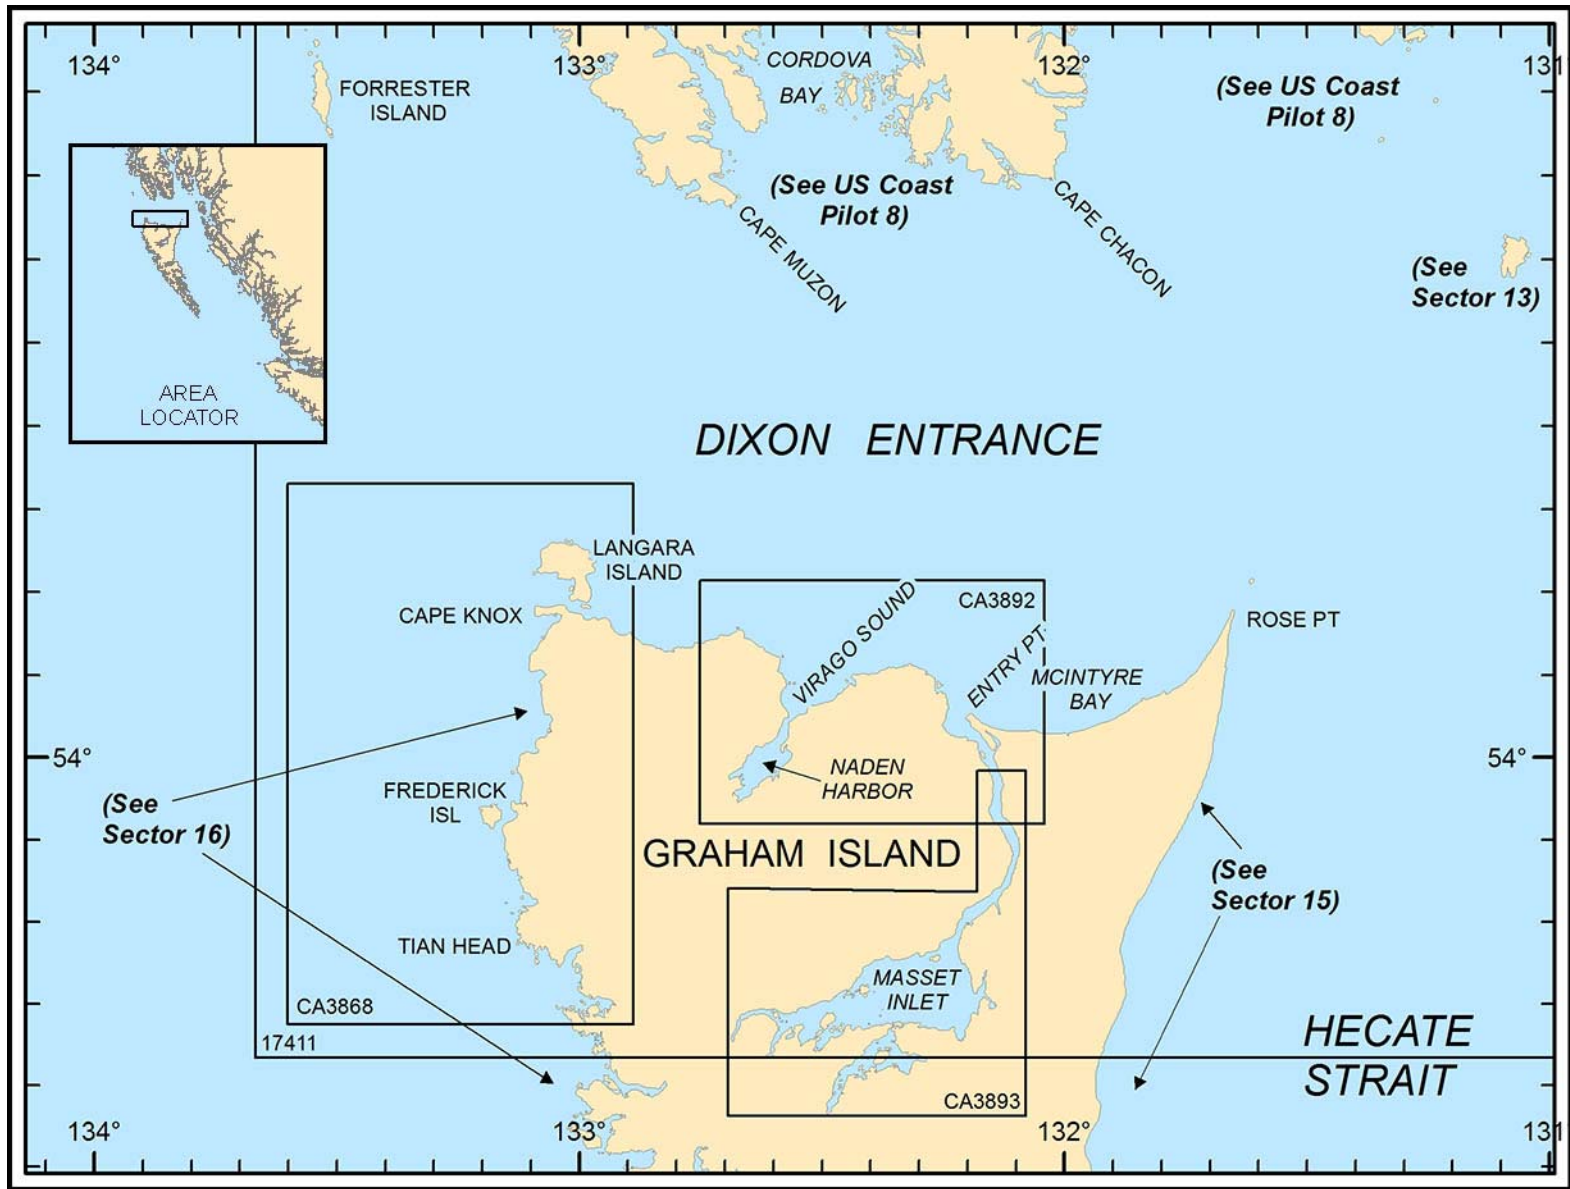 134°
133°
132°
131
CORDOVA
BAY
FORRESTER
ISLAND
(See US Coast
Pilot 8)
(See US Coast
Pilot 8)
CAPE MUZON
CAPE CHACON
(See
Sector 13)
AREA
LOCATOR
DIXON ENTRANCE
LANGARA
ISLAND
CAPE KNOX
VIRAGO SOUND
CA3892
ENTRY PT
ROSE PT
MCINTYRE
BAY
54°
54°
NADEN
HARBOR
FREDERICK
ISL
(See
Sector 16)
GRAHAM ISLAND
(See
Sector 15)
TIAN HEAD
MASSET
INLET
CA3868
17411
HECATE
STRAIT
CA3893
134°
133°
132°
131